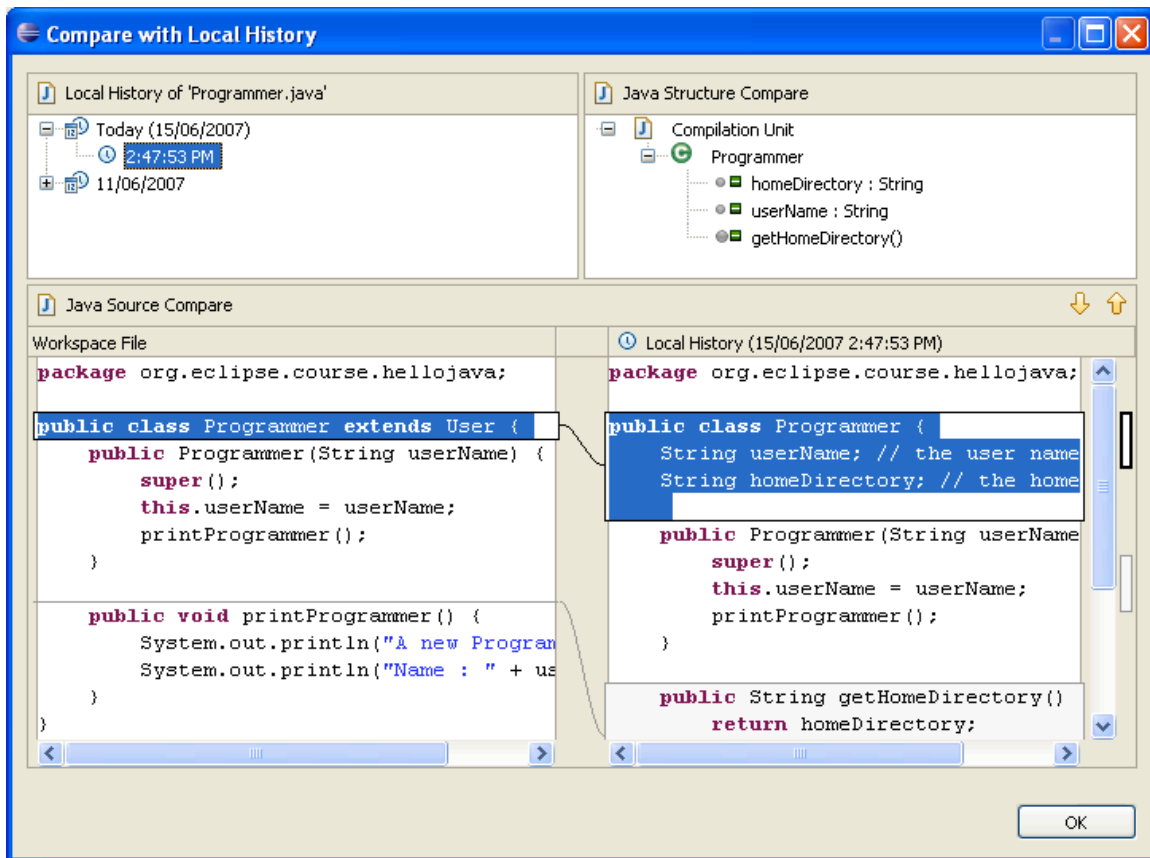 Compare with Local History
Local History of 'Programmer.java'
Today (15/06/2007)
2:47:53 PM
11/06/2007
Java Structure Compare
Compilation Unit
Programmer
homeDirectory : String
userName : String
getHomeDirectory()
Java Source Compare
Workspace File
package org.eclipse.course.hellojava;
public class Programmer extends User {
public Programmer(String userName) {
super();
this.userName = userName;
printProgrammer();
}
public void printProgrammer() {
System.out.println("A new Program
System.out.println("Name : " + us
}
}
Local History (15/06/2007 2:47:53 PM)
package org.eclipse.course.hellojava;
public class Programmer {
String userName; // the user name
String homeDirectory; // the home
public Programmer(String userName
super();
this.userName = userName;
printProgrammer();
}
public String getHomeDirectory()
return homeDirectory;
OK